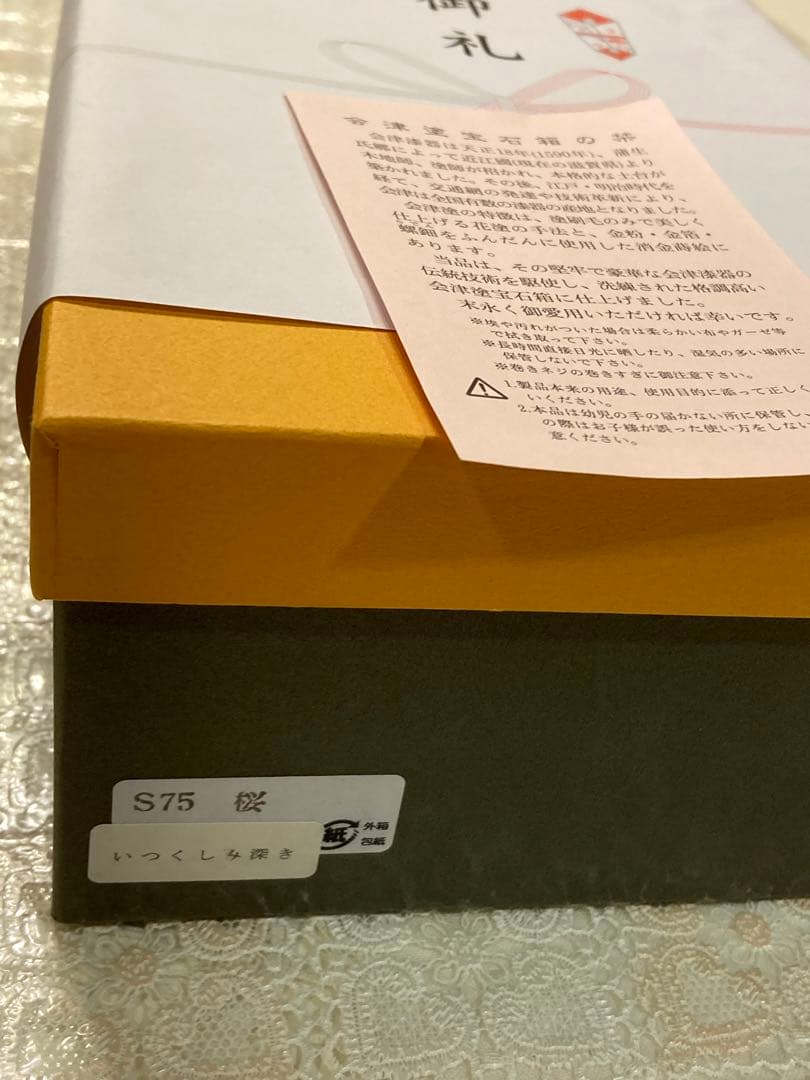 御
礼
会津塗宝石箱の栞
会津漆器は天正18年(1590年)、蒲生
氏郷によって近江國(現在の滋賀県)より
木地師、塗師が招かれ、本格的な土台が
築かれました。その後、江戸・明治時代を
経て、交通網の発達や技術革新により、
会津は全国有数の漆器の産地となりました。
会津塗の特徴は、塗刷毛のみで美しく
仕上げる花塗の手法と、金粉・金箔・
螺鈿をふんだんに使用した消金蒔絵に
あります。
当品は、その堅牢で豪華な会津漆器の
伝統技術を駆使し、洗練された格調高い
会津塗宝石箱に仕上げました。
末永く御愛用いただければ幸いです。
※埃や汚れがついた場合は柔らかい布やガーゼ等
で拭き取って下さい。
※長時間直接日光に晒したり、湿気の多い場所に
保管しないで下さい。
※巻きネジの巻きすぎに御注意下さい。
1.製品本来の用途、使用目的に添って正しく
いください。
2.本品は幼児の手の届かない所に保管し、
の際はお子様が誤った使い方をしない
意ください。
S75 桜
紙 外箱
包紙
いつくしみ深き